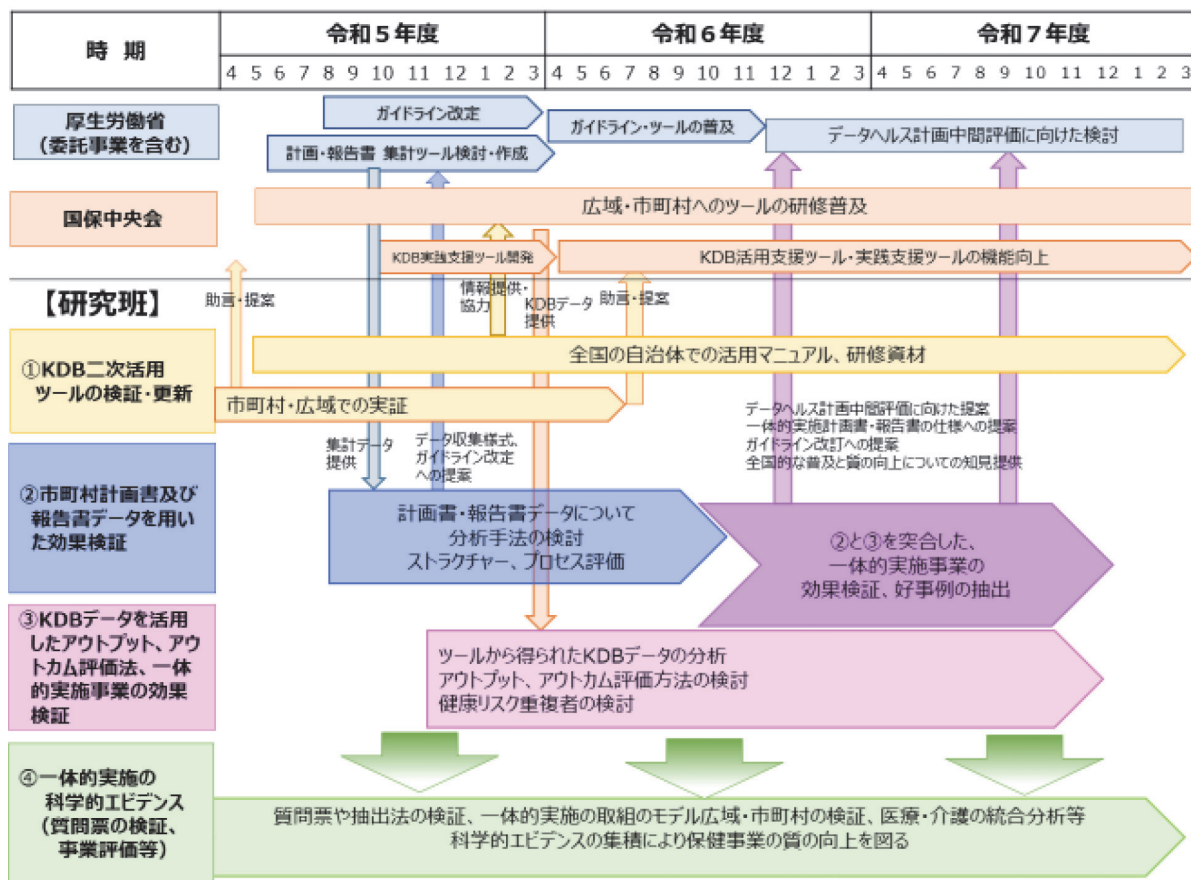 時 期
令和５年度
令和６年度
令和７年度
4 5 6 7 8 9 10 11 12 1 2 3
4 5 6 7 8 9 10 11 12 1 2 3
4 5 6 7 8 9 10 11 12 1 2 3
厚生労働省
（委託事業を含む）
ガイドライン改定
計画・報告書 集計ツール検討・作成
ガイドライン・ツールの普及
データヘルス計画中間評価に向けた検討
国保中央会
広域・市町村へのツールの研修普及
KDB実践支援ツール開発
KDB活用支援ツール・実践支援ツールの機能向上
【研究班】
助言・提案
情報提供・
協力
KDBデータ
提供
助言・提案
①KDB二次活用
ツールの検証・更新
全国の自治体での活用マニュアル、研修資材
市町村・広域での実証
集計データ
提供
データ収集様式、
ガイドライン改定
への提案
データヘルス計画中間評価に向けた提案
一体的実施計画書・報告書の仕様への提案
ガイドライン改訂への提案
全国的な普及と質の向上についての知見提供
②市町村計画書及び
報告書データを用い
た効果検証
計画書・報告書データについて
分析手法の検討
ストラクチャー、プロセス評価
②と③を突合した、
一体的実施事業の
効果検証、好事例の抽出
③KDBデータを活用
したアウトプット、アウ
トカム評価法、一体
的実施事業の効果
検証
ツールから得られたKDBデータの分析
アウトプット、アウトカム評価方法の検討
健康リスク重複者の検討
④一体的実施の
科学的エビデンス
（質問票の検証、
事業評価等）
質問票や抽出法の検証、一体的実施の取組のモデル広域・市町村の検証、医療・介護の統合分析等
科学的エビデンスの集積により保健事業の質の向上を図る